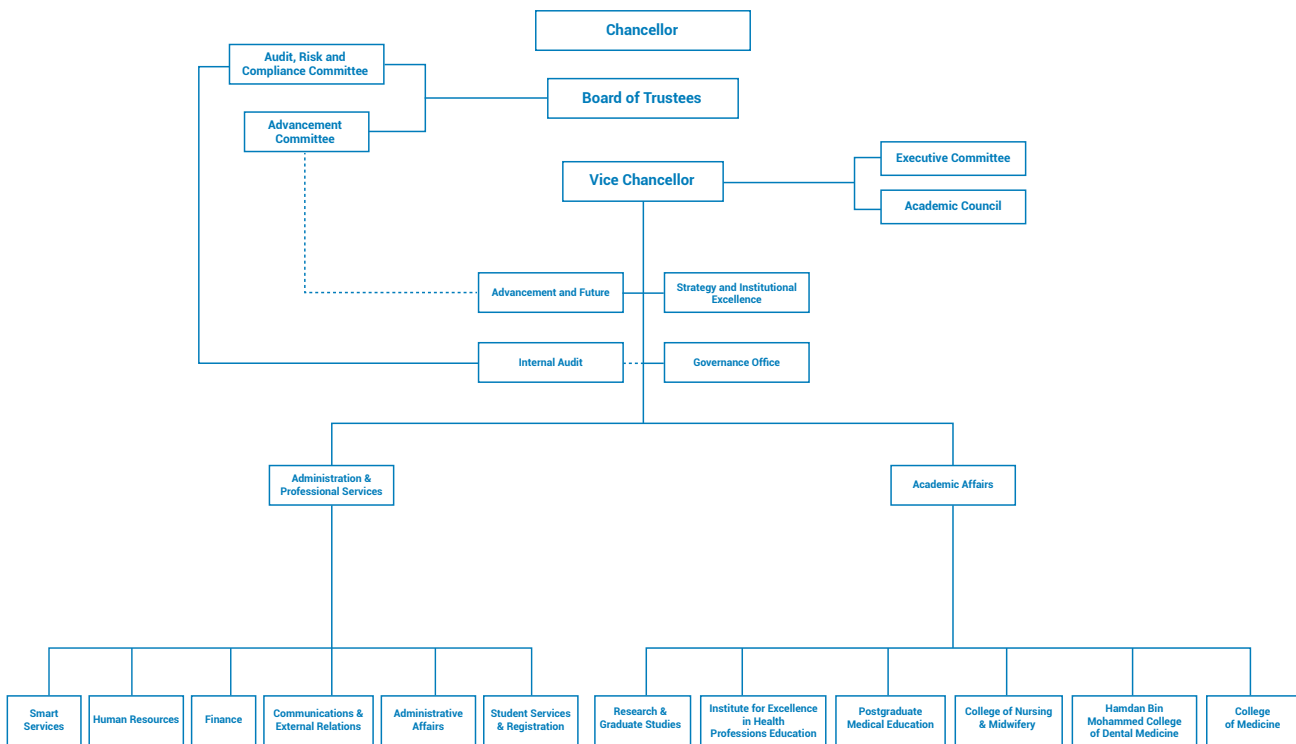 Chancellor
Audit, Risk and
Compliance Committee
Board of Trustees
Advancement
Committee
Executive Committee
Vice Chancellor
Academic Council
Advancement and Future
Strategy and Institutional
Excellence
Internal Audit
Governance Office
Administration &
Professional Services
Academic Affairs
Smart
Services
Human Resources
Finance
Communications &
External Relations
Administrative
Affairs
Student Services
& Registration
Research &
Graduate Studies
Institute for Excellence
in Health
Professions Education
Postgraduate
Medical Education
College of Nursing
& Midwifery
Hamdan Bin
Mohammed College
of Dental Medicine
College
of Medicine